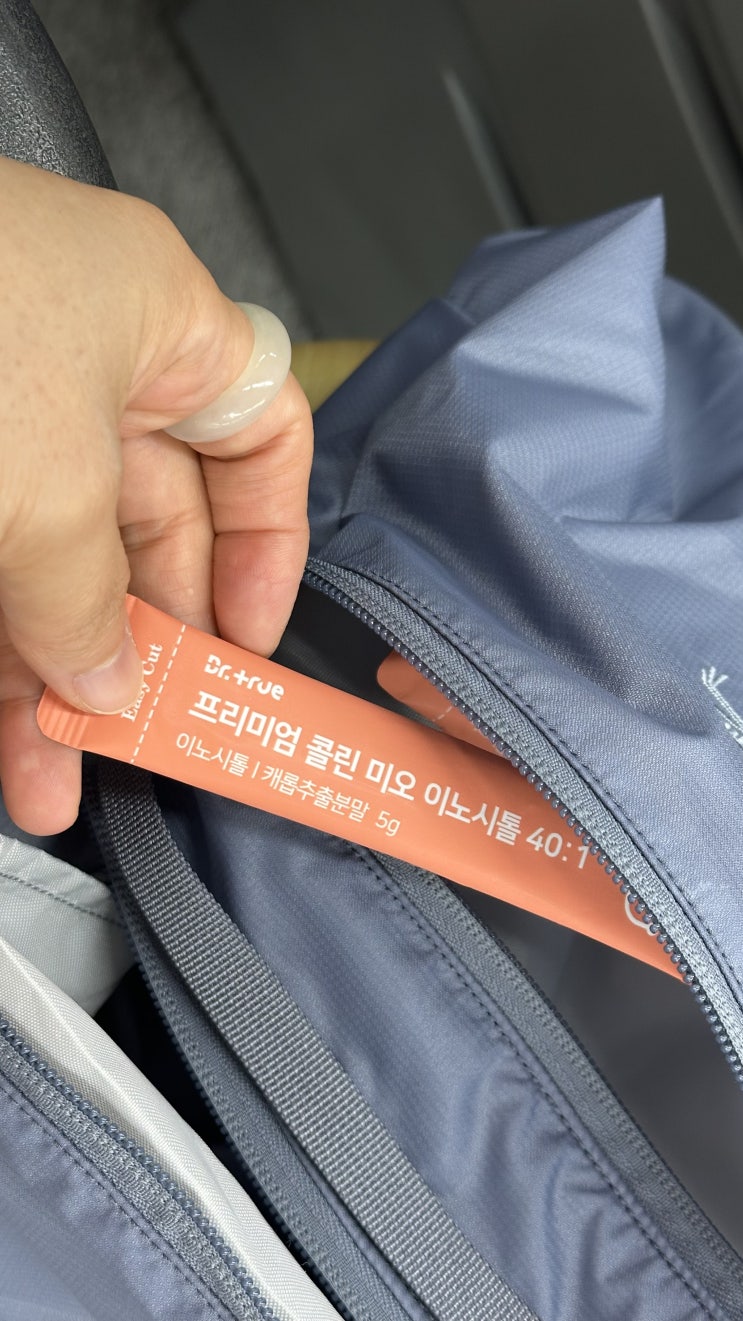 Easy Cut
Dr.true
프리미엄 콜린 미오 이노시톨 40:1
이노시톨 | 캐롭추출분말 5g